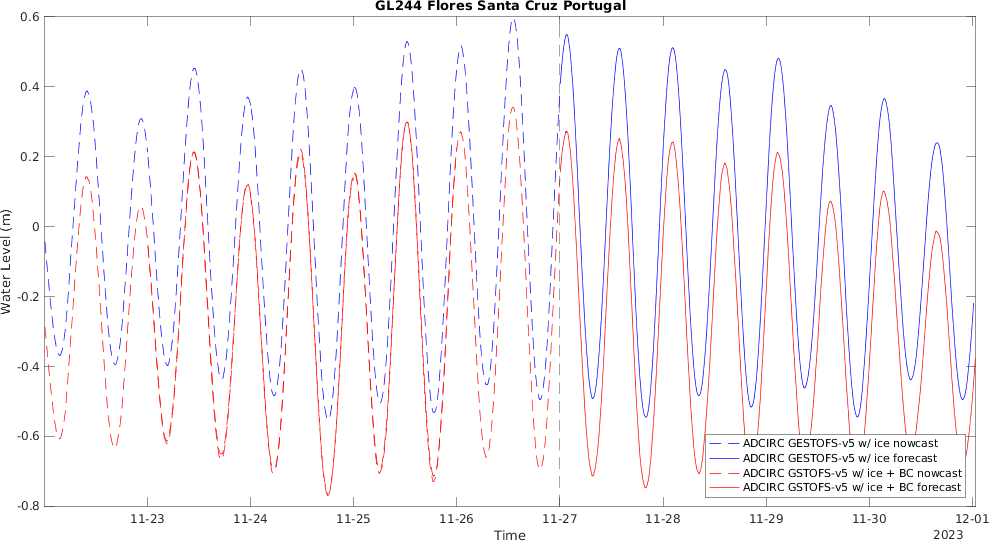 GL244 Flores Santa Cruz Portugal
0.6
0.4
0.2
0
-0.2
-0.4
-0.6
-0.8
Water Level (m)
ADCIRC GESTOFS-v5 w/ ice nowcast
ADCIRC GESTOFS-v5 w/ ice forecast
ADCIRC GSTOFS-v5 w/ ice + BC nowcast
ADCIRC GSTOFS-v5 w/ ice + BC forecast
11-23 11-24 11-25 11-26 11-27 11-28 11-29 11-30 12-01
Time
2023